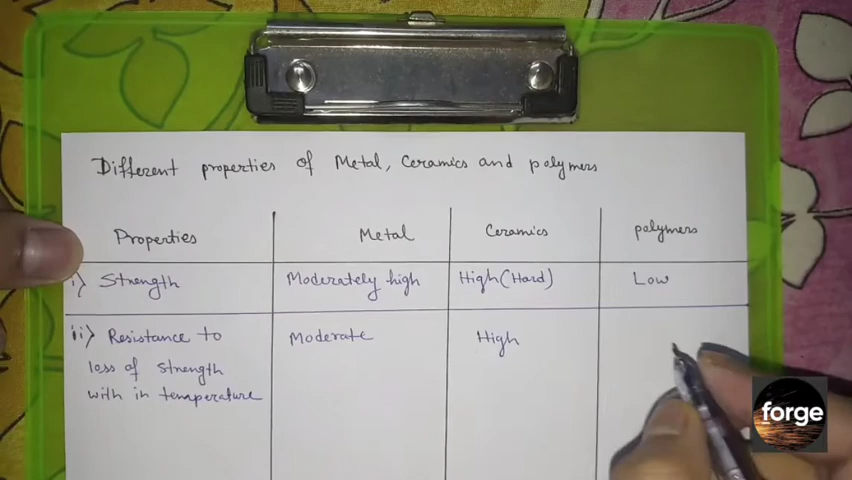 Different properties of Metal, Ceramics and polymers
Properties Metal Ceramics polymers
i) Strength Moderately high High (Hard) Low
ii) Resistance to Moderate High
loss of strength
with in temperature
forge